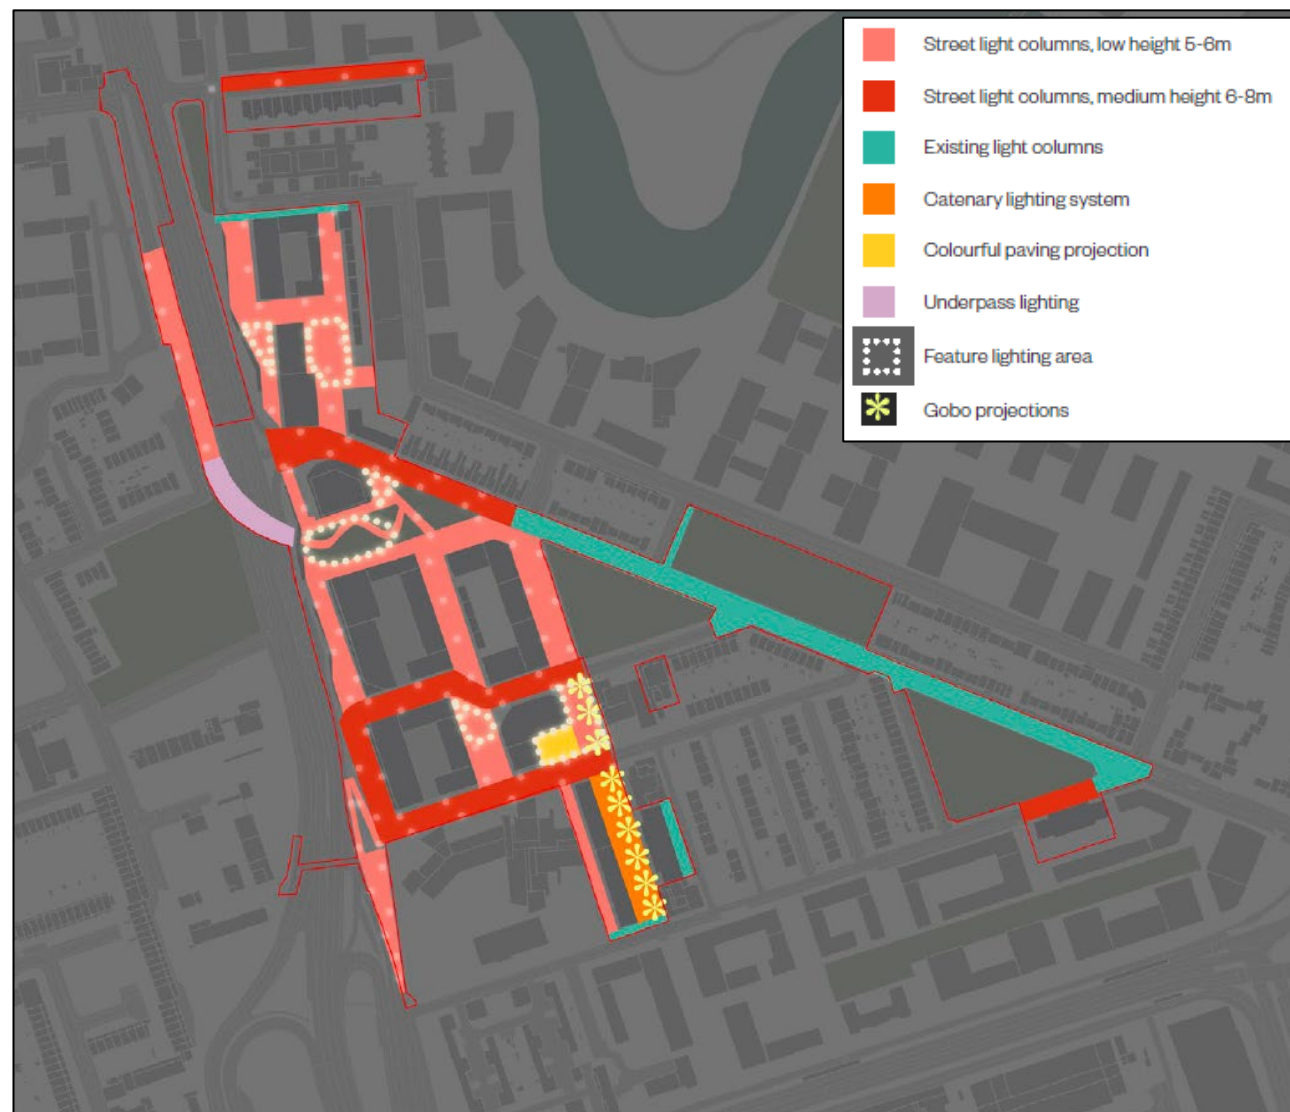 Street light columns, low height 5-6m
Street light columns, medium height 6-8m
Existing light columns
Catenary lighting system
Colourful paving projection
Underpass lighting
Feature lighting area
Gobo projections